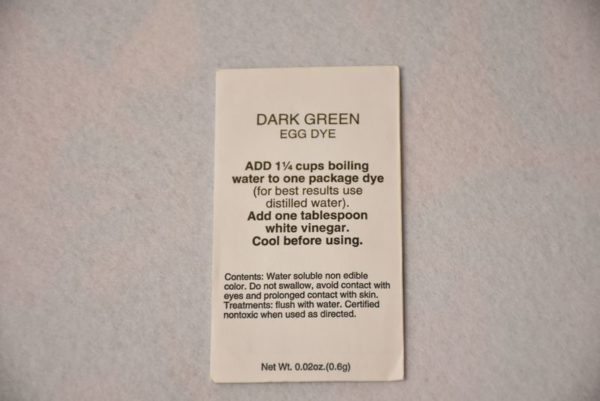 DARK GREEN
EGG DYE
ADD 1¼ cups boiling
water to one package dye
(for best results use
distilled water).
Add one tablespoon
white vinegar.
Cool before using.
Contents: Water soluble non edible
color. Do not swallow, avoid contact with
eyes and prolonged contact with skin.
Treatments: flush with water. Certified
nontoxic when used as directed.
Net Wt. 0.02oz.(0.6g)